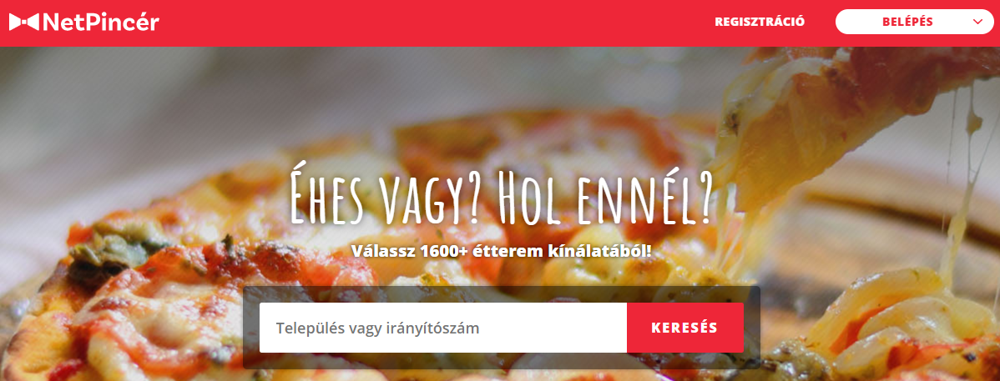 NetPincér
REGISZTRÁCIÓ
BELÉPÉS
Éhes vagy? Hol ennél?
Válassz 1600+ étterem kínálatából!
Település vagy irányítószám
KERESÉS